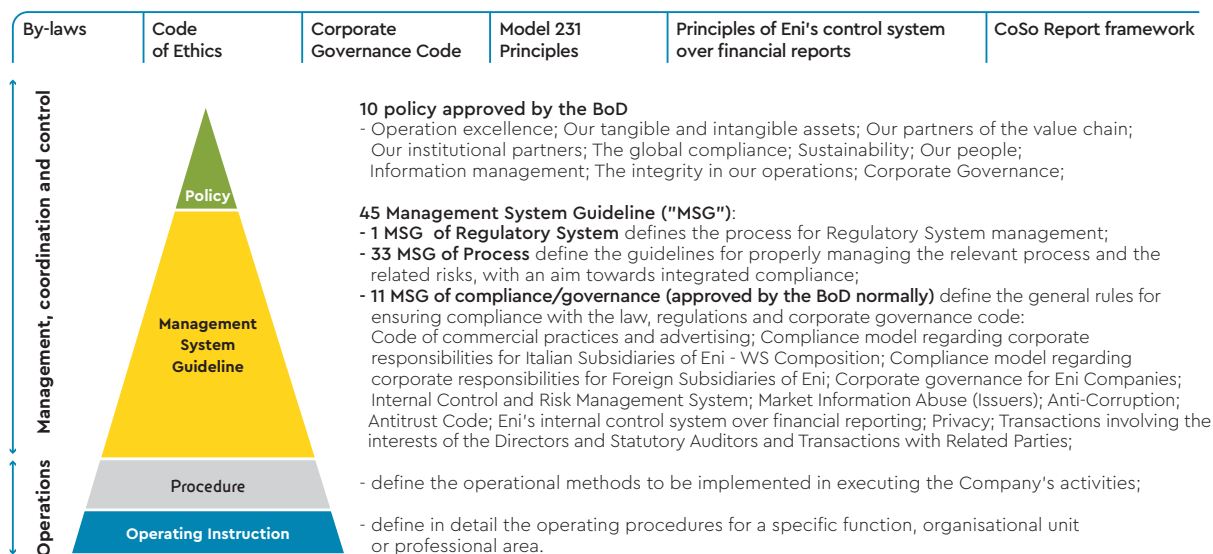 By-laws
Code
of Ethics
Corporate
Governance Code
Model 231
Principles
Principles of Eni's control system
over financial reports
CoSo Report framework
Management, coordination and control
Policy
10 policy approved by the BoD
- Operation excellence; Our tangible and intangible assets; Our partners of the value chain;
Our institutional partners; The global compliance; Sustainability; Our people;
Information management; The integrity in our operations; Corporate Governance;
Management
System
Guideline
45 Management System Guideline ("MSG"):
- 1 MSG of Regulatory System defines the process for Regulatory System management;
- 33 MSG of Process define the guidelines for properly managing the relevant process and the
related risks, with an aim towards integrated compliance;
- 11 MSG of compliance/governance (approved by the BoD normally) define the general rules for
ensuring compliance with the law, regulations and corporate governance code:
Code of commercial practices and advertising; Compliance model regarding corporate
responsibilities for Italian Subsidiaries of Eni - WS Composition; Compliance model regarding
corporate responsibilities for Foreign Subsidiaries of Eni; Corporate governance for Eni Companies;
Internal Control and Risk Management System; Market Information Abuse (Issuers); Anti-Corruption;
Antitrust Code; Eni's internal control system over financial reporting; Privacy; Transactions involving the
interests of the Directors and Statutory Auditors and Transactions with Related Parties;
Operations
Procedure
- define the operational methods to be implemented in executing the Company's activities;
Operating Instruction
- define in detail the operating procedures for a specific function, organisational unit
or professional area.